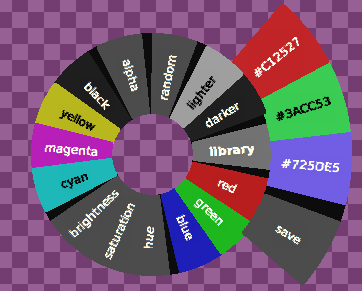 random
lighter
darker
library
red
green
blue
hue
saturation
brightness
cyan
magenta
yellow
black
alpha
#C12527
#3ACC53
#725DE5
save